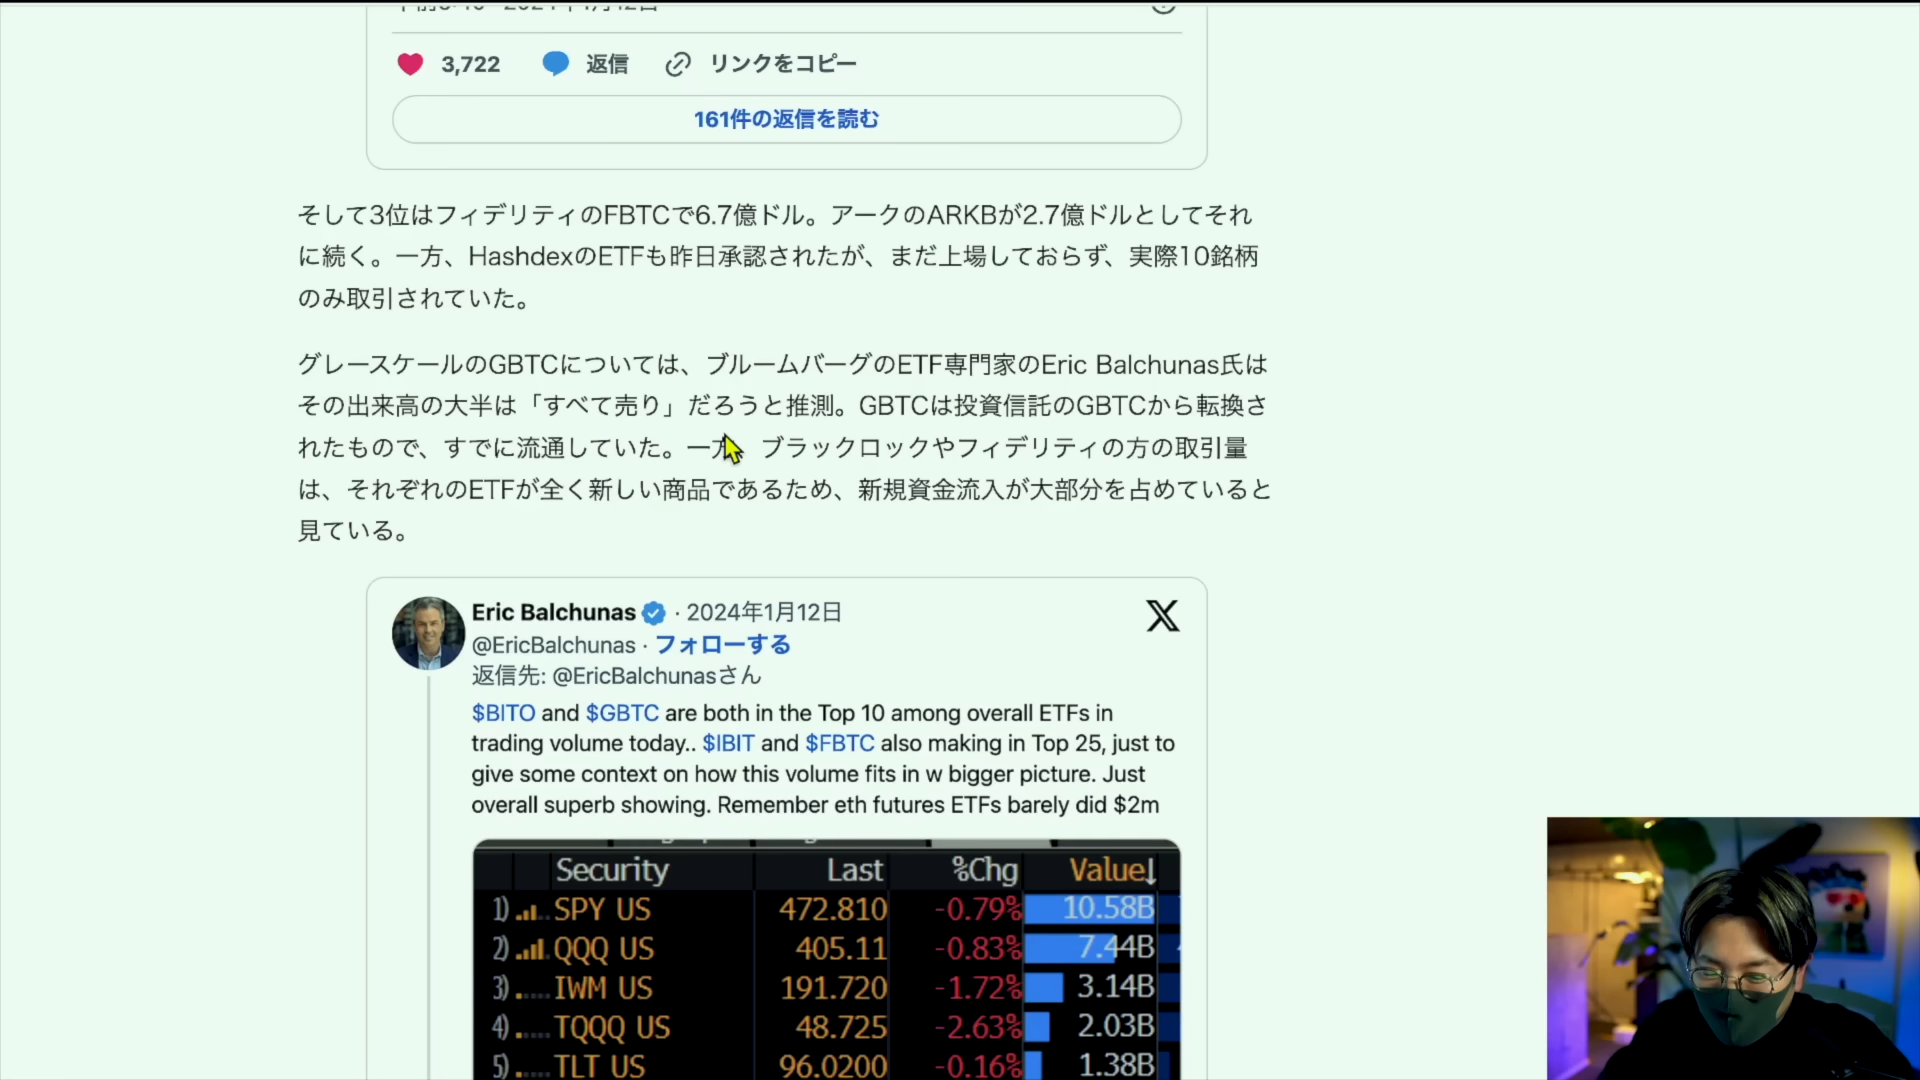 3,722 返信 リンクをコピー
161件の返信を読む
そして3位はフィデリティのFBTCで6.7億ドル。アークのARKBが2.7億ドルとしてそれ
に続く。一方、HashdexのETFも昨日承認されたが、まだ上場しておらず、実際10銘柄
のみ取引されていた。
グレースケールのGBTCについては、ブルームバーグのETF専門家のEric Balchunas氏は
その出来高の大半は「すべて売り」だろうと推測。GBTCは投資信託のGBTCから転換さ
れたもので、すでに流通していた。一方 ブラックロックやフィデリティの方の取引量
は、それぞれのETFが全く新しい商品であるため、新規資金流入が大部分を占めていると
見ている。
Eric Balchunas · 2024年1月12日
@EricBalchunas · フォローする
返信先: @EricBalchunasさん
$BITO and $GBTC are both in the Top 10 among overall ETFs in
trading volume today.. $IBIT and $FBTC also making in Top 25, just to
give some context on how this volume fits in w bigger picture. Just
overall superb showing. Remember eth futures ETFs barely did $2m
Security Last %Chg Value↓
1) SPY US 472.810 -0.79% 10.58B
2) QQQ US 405.11 -0.83% 7.44B
3) IWM US 191.720 -1.72% 3.14B
4) TQQQ US 48.725 -2.63% 2.03B
5) TLT US 96.0200 -0.16% 1.38B